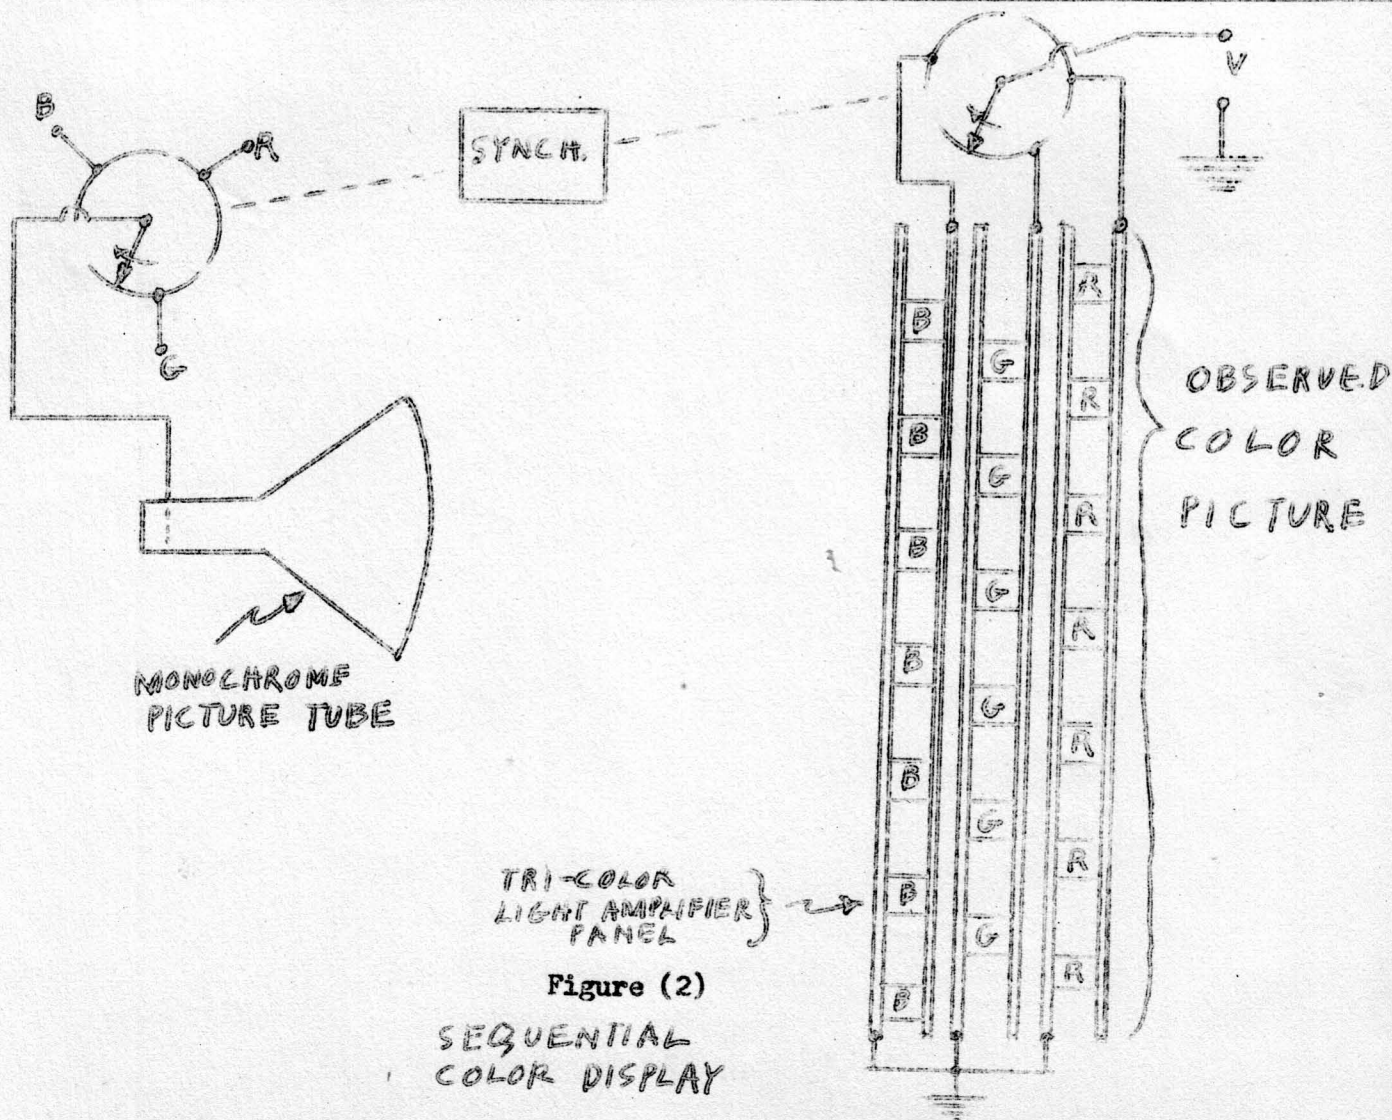 B
R
G
SYNCH.
V
MONOCHROME
PICTURE TUBE
R
B
G
R
B
G
R
B
G
R
B
G
R
B
G
R
B
G
R
B
OBSERVED
COLOR
PICTURE
TRI-COLOR
LIGHT AMPLIFIER
PANEL
Figure (2)
SEQUENTIAL
COLOR DISPLAY